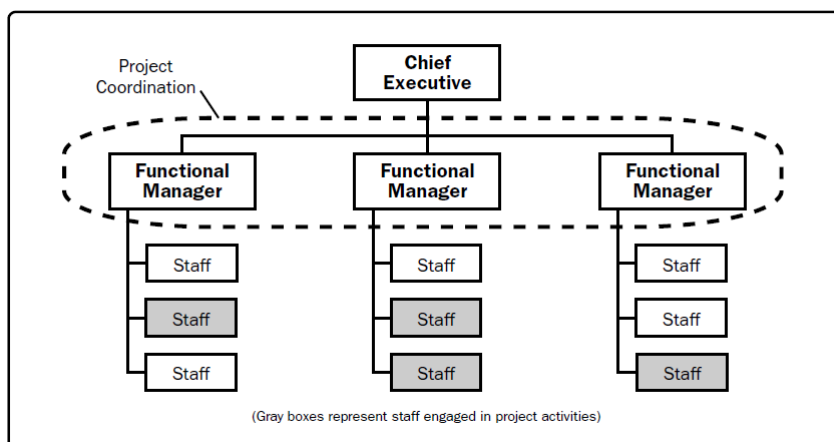 Project
Coordination
Chief
Executive
Functional
Manager
Functional
Manager
Functional
Manager
Staff
Staff
Staff
Staff
Staff
Staff
Staff
Staff
Staff
(Gray boxes represent staff engaged in project activities)